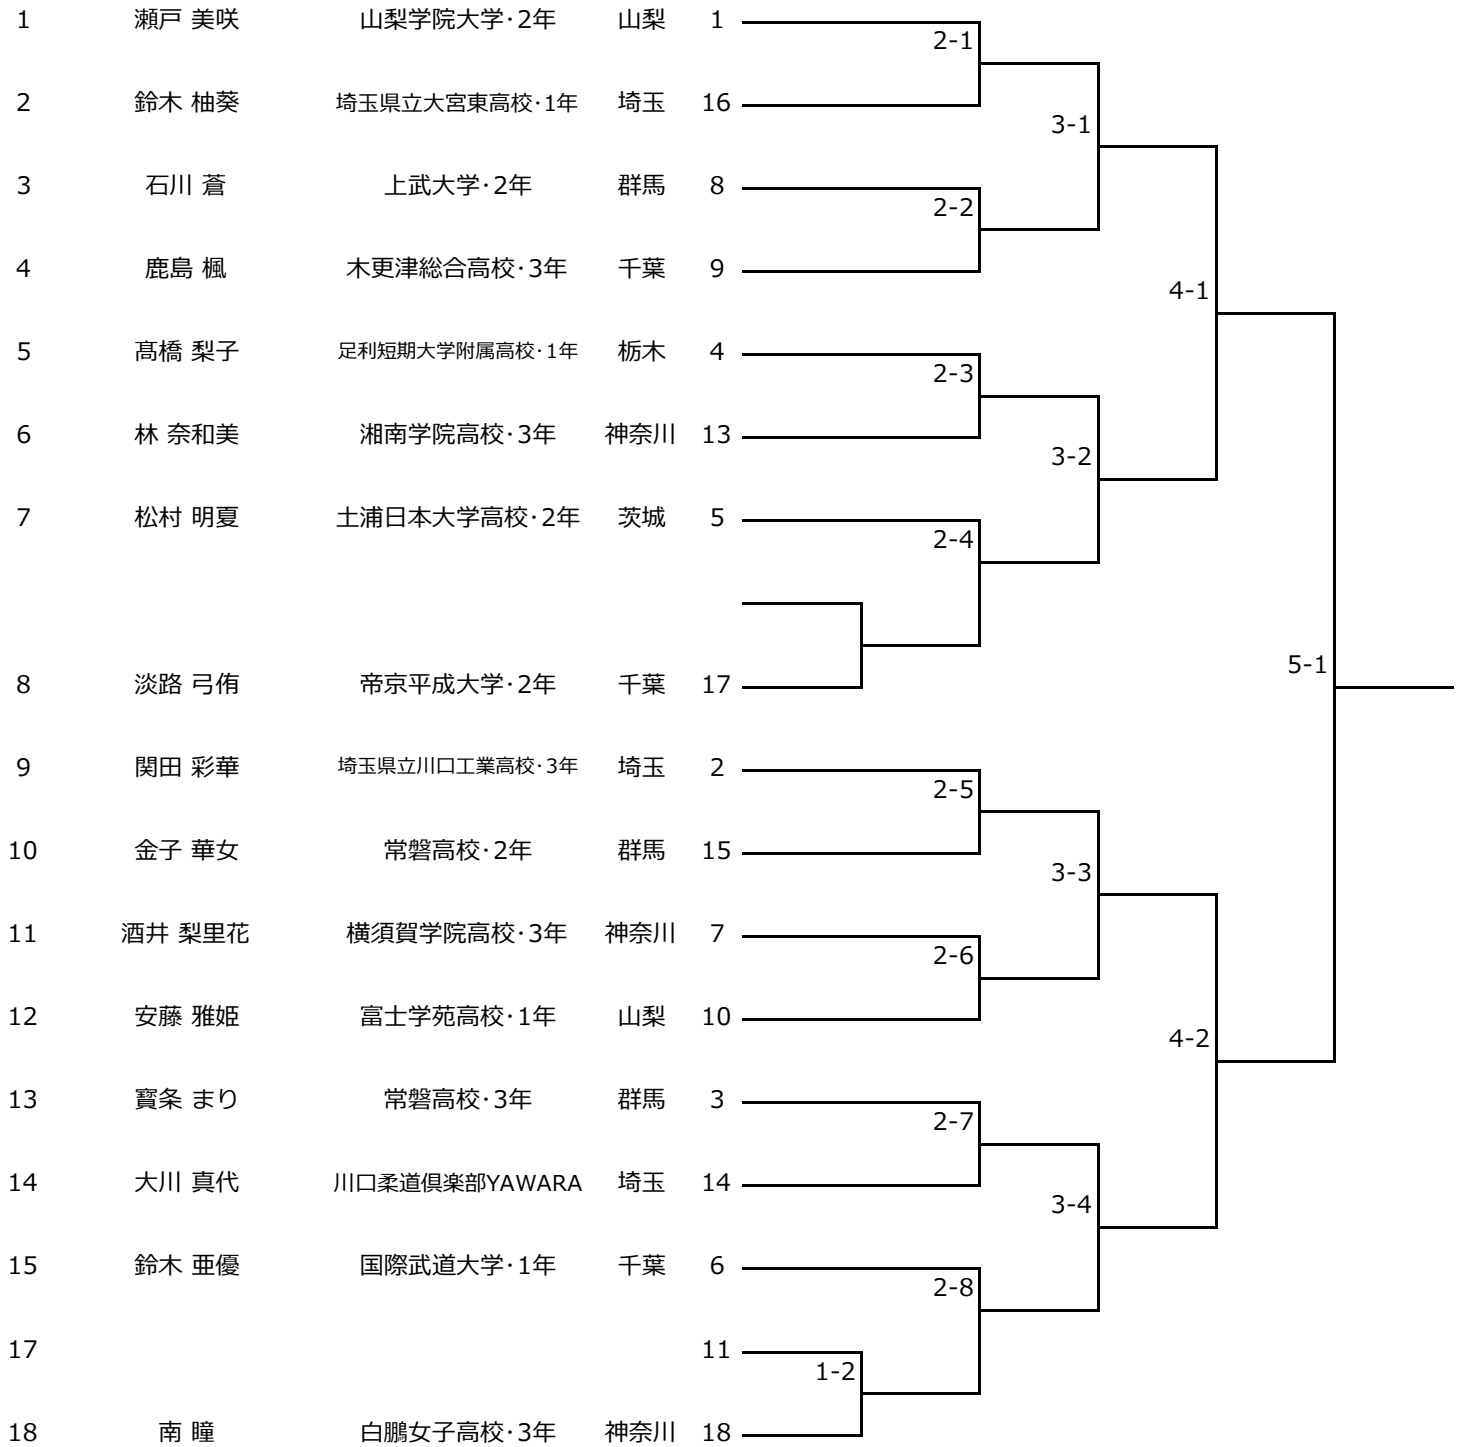 1 瀬戸 美咲 山梨学院大学･2年 山梨 1
2-1
2 鈴木 柚葵 埼玉県立大宮東高校･1年 埼玉 16
3-1
3 石川 蒼 上武大学･2年 群馬 8
2-2
4 鹿島 楓 木更津総合高校･3年 千葉 9
4-1
5 髙橋 梨子 足利短期大学附属高校･1年 栃木 4
2-3
6 林 奈和美 湘南学院高校･3年 神奈川 13
3-2
7 松村 明夏 土浦日本大学高校･2年 茨城 5
2-4
5-1
8 淡路 弓侑 帝京平成大学･2年 千葉 17
9 関田 彩華 埼玉県立川口工業高校･3年 埼玉 2
2-5
10 金子 華女 常磐高校･2年 群馬 15
3-3
11 酒井 梨里花 横須賀学院高校･3年 神奈川 7
2-6
12 安藤 雅姫 富士学苑高校･1年 山梨 10
4-2
13 寳条 まり 常磐高校･3年 群馬 3
2-7
14 大川 真代 川口柔道倶楽部YAWARA 埼玉 14
3-4
15 鈴木 亜優 国際武道大学･1年 千葉 6
2-8
17 11
1-2
18 南 瞳 白鵬女子高校･3年 神奈川 18